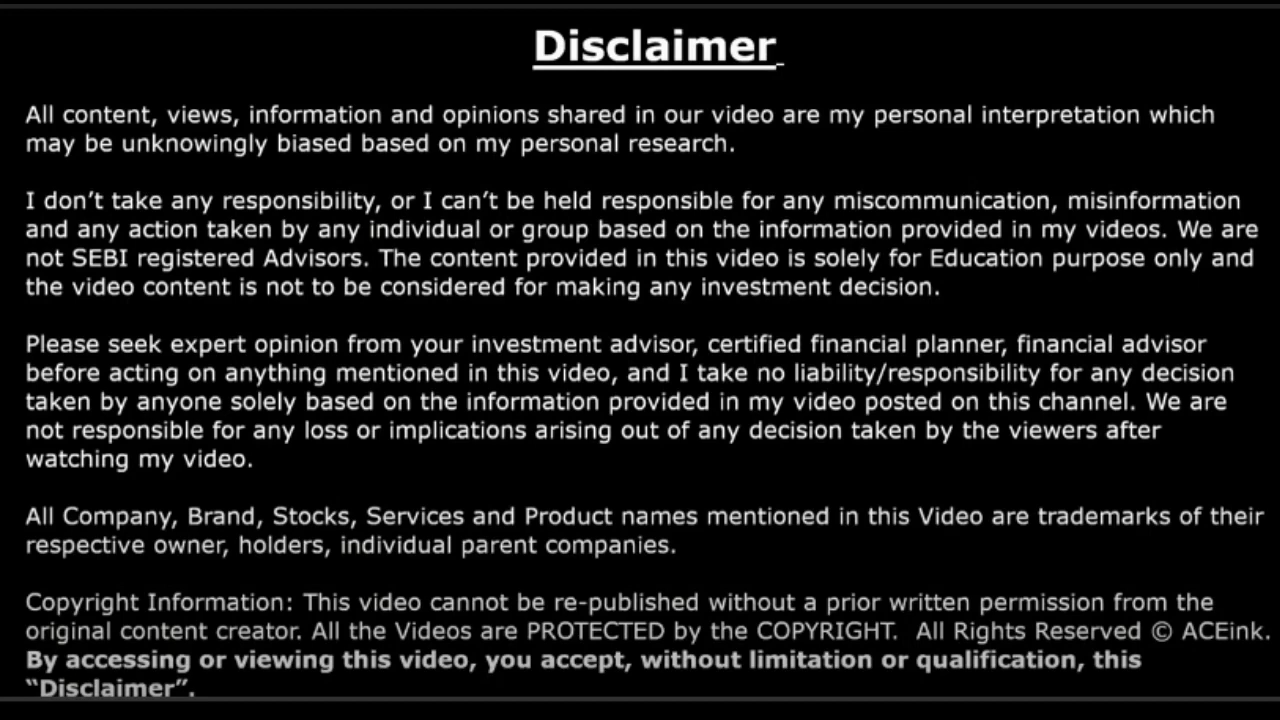 Disclaimer
All content, views, information and opinions shared in our video are my personal interpretation which
may be unknowingly biased based on my personal research.
I don’t take any responsibility, or I can’t be held responsible for any miscommunication, misinformation
and any action taken by any individual or group based on the information provided in my videos. We are
not SEBI registered Advisors. The content provided in this video is solely for Education purpose only and
the video content is not to be considered for making any investment decision.
Please seek expert opinion from your investment advisor, certified financial planner, financial advisor
before acting on anything mentioned in this video, and I take no liability/responsibility for any decision
taken by anyone solely based on the information provided in my video posted on this channel. We are
not responsible for any loss or implications arising out of any decision taken by the viewers after
watching my video.
All Company, Brand, Stocks, Services and Product names mentioned in this Video are trademarks of their
respective owner, holders, individual parent companies.
Copyright Information: This video cannot be re-published without a prior written permission from the
original content creator. All the Videos are PROTECTED by the COPYRIGHT.  All Rights Reserved © ACEink.
By accessing or viewing this video, you accept, without limitation or qualification, this
“Disclaimer”.